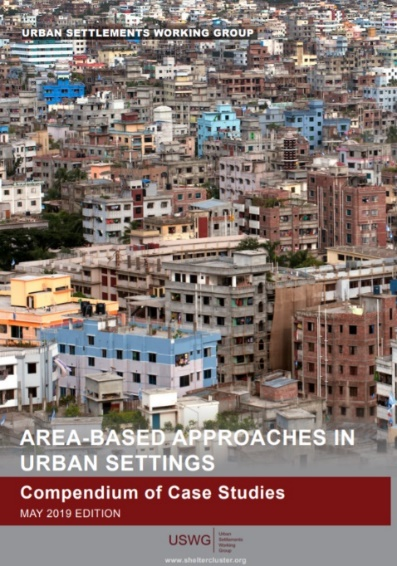 URBAN SETTLEMENTS WORKING GROUP
AREA-BASED APPROACHES IN
URBAN SETTINGS
Compendium of Case Studies
MAY 2019 EDITION
USWG
Urban
Settlements
Working
Group
www.sheltercluster.org